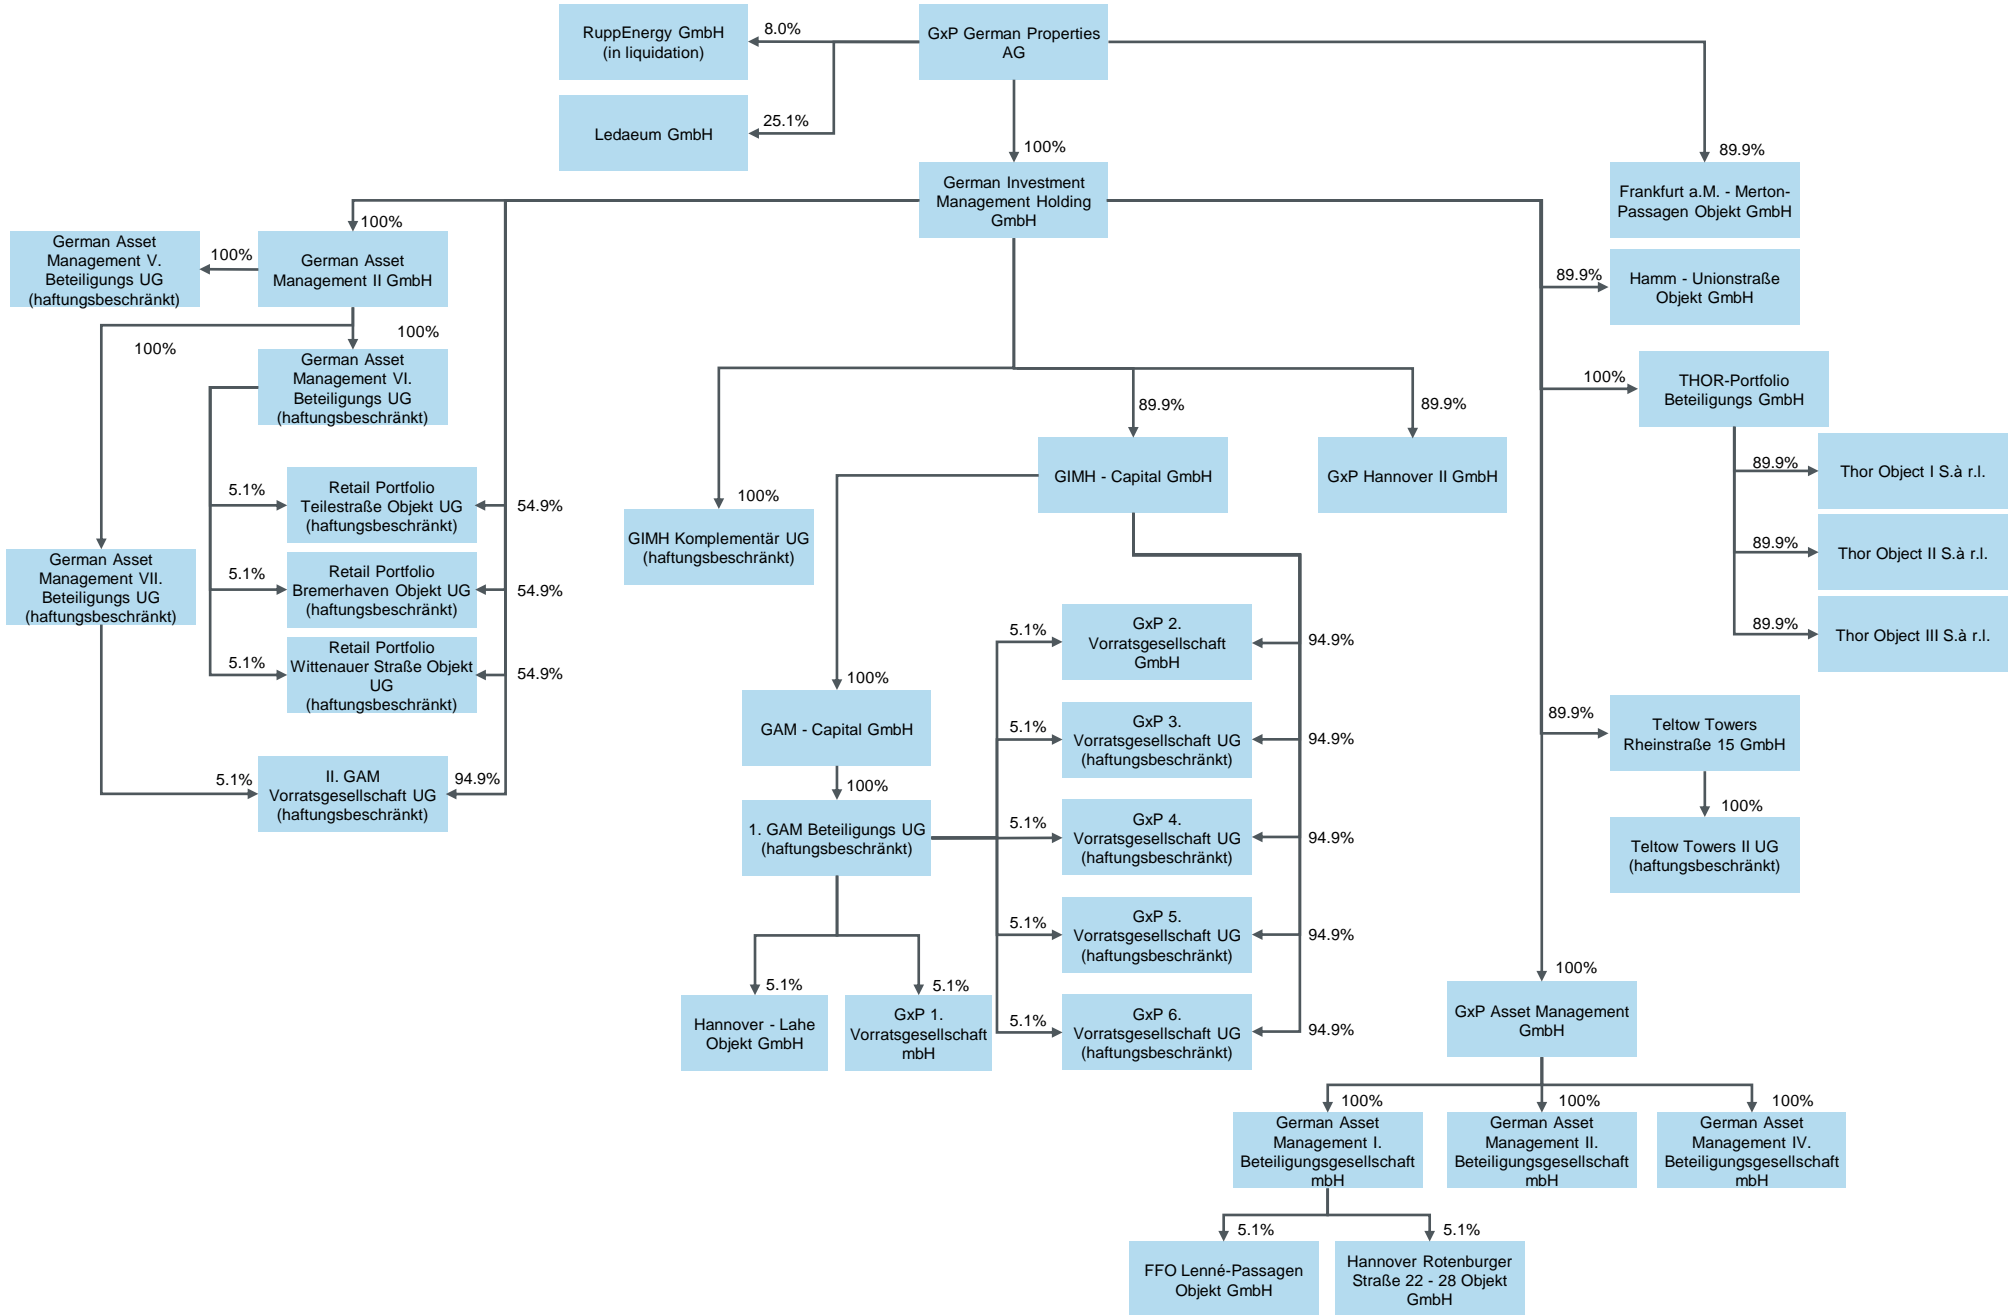 RuppEnergy GmbH
(in liquidation)
8.0%
GxP German Properties
AG
Ledaeum GmbH
25.1%
100%
89.9%
German Investment
Management Holding
GmbH
Frankfurt a.M. - Merton-
Passagen Objekt GmbH
100%
German Asset
Management V.
Beteiligungs UG
(haftungsbeschränkt)
100%
German Asset
Management II GmbH
89.9%
Hamm - Unionstraße
Objekt GmbH
100%
100%
German Asset
Management VI.
Beteiligungs UG
(haftungsbeschränkt)
100%
THOR-Portfolio
Beteiligungs GmbH
89.9%
89.9%
GIMH - Capital GmbH
GxP Hannover II GmbH
89.9%
Thor Object I S.à r.l.
5.1%
Retail Portfolio
Teilestraße Objekt UG
(haftungsbeschränkt)
54.9%
100%
GIMH Komplementär UG
(haftungsbeschränkt)
89.9%
Thor Object II S.à r.l.
German Asset
Management VII.
Beteiligungs UG
(haftungsbeschränkt)
5.1%
Retail Portfolio
Bremerhaven Objekt UG
(haftungsbeschränkt)
54.9%
89.9%
Thor Object III S.à r.l.
5.1%
Retail Portfolio
Wittenauer Straße Objekt
UG
(haftungsbeschränkt)
54.9%
5.1%
GxP 2.
Vorratsgesellschaft
GmbH
94.9%
100%
GAM - Capital GmbH
5.1%
GxP 3.
Vorratsgesellschaft UG
(haftungsbeschränkt)
94.9%
89.9%
Teltow Towers
Rheinstraße 15 GmbH
5.1%
II. GAM
Vorratsgesellschaft UG
(haftungsbeschränkt)
94.9%
100%
1. GAM Beteiligungs UG
(haftungsbeschränkt)
5.1%
GxP 4.
Vorratsgesellschaft UG
(haftungsbeschränkt)
94.9%
100%
Teltow Towers II UG
(haftungsbeschränkt)
5.1%
GxP 5.
Vorratsgesellschaft UG
(haftungsbeschränkt)
94.9%
5.1%
Hannover - Lahe
Objekt GmbH
5.1%
GxP 1.
Vorratsgesellschaft
mbH
5.1%
GxP 6.
Vorratsgesellschaft UG
(haftungsbeschränkt)
94.9%
100%
GxP Asset Management
GmbH
100%
German Asset
Management I.
Beteiligungsgesellschaft
mbH
100%
German Asset
Management II.
Beteiligungsgesellschaft
mbH
100%
German Asset
Management IV.
Beteiligungsgesellschaft
mbH
5.1%
FFO Lenné-Passagen
Objekt GmbH
5.1%
Hannover Rotenburger
Straße 22 - 28 Objekt
GmbH